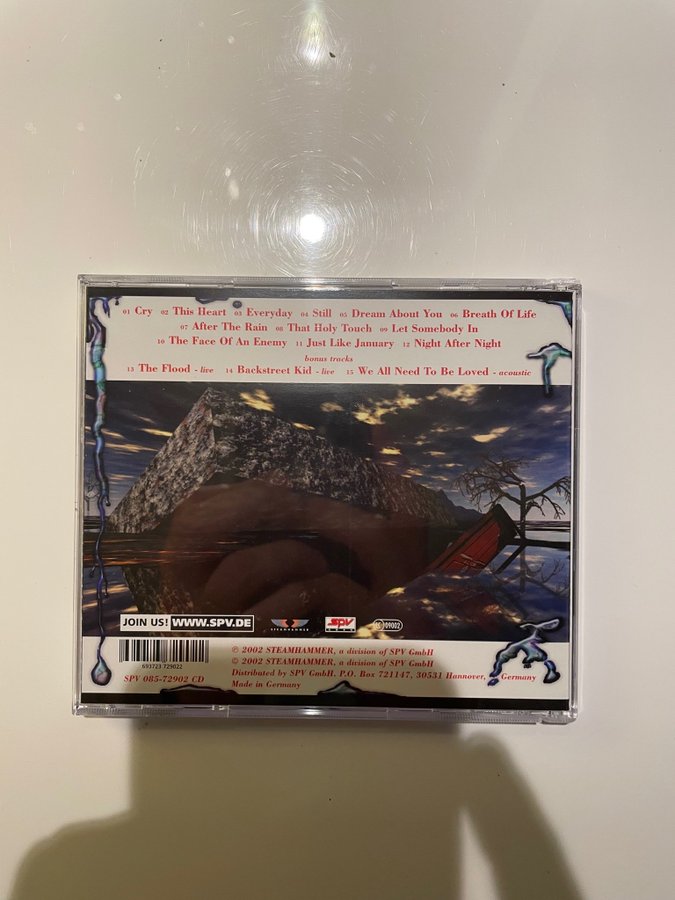 01 Cry 02 This Heart 03 Everyday 04 Still 05 Dream About You 06 Breath Of Life
07 After The Rain 08 That Holy Touch 09 Let Somebody In
10 The Face Of An Enemy 11 Just Like January 12 Night After Night
bonus tracks
13 The Flood - live 14 Backstreet Kid - live 15 We All Need To Be Loved - acoustic
JOIN US! WWW.SPV.DE STEAMHAMMER SPV LC 09002
693723 729022
SPV 085-72902 CD
℗ 2002 STEAMHAMMER, a division of SPV GmbH
© 2002 STEAMHAMMER, a division of SPV GmbH
Distributed by SPV GmbH. P.O. Box 721147, 30531 Hannover, Germany
Made in Germany